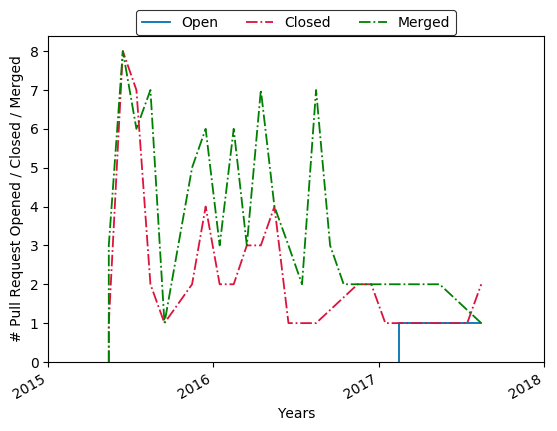 Open Closed Merged
# Pull Request Opened / Closed / Merged
8
7
6
5
4
3
2
1
0
2015 2016 2017 2018
Years